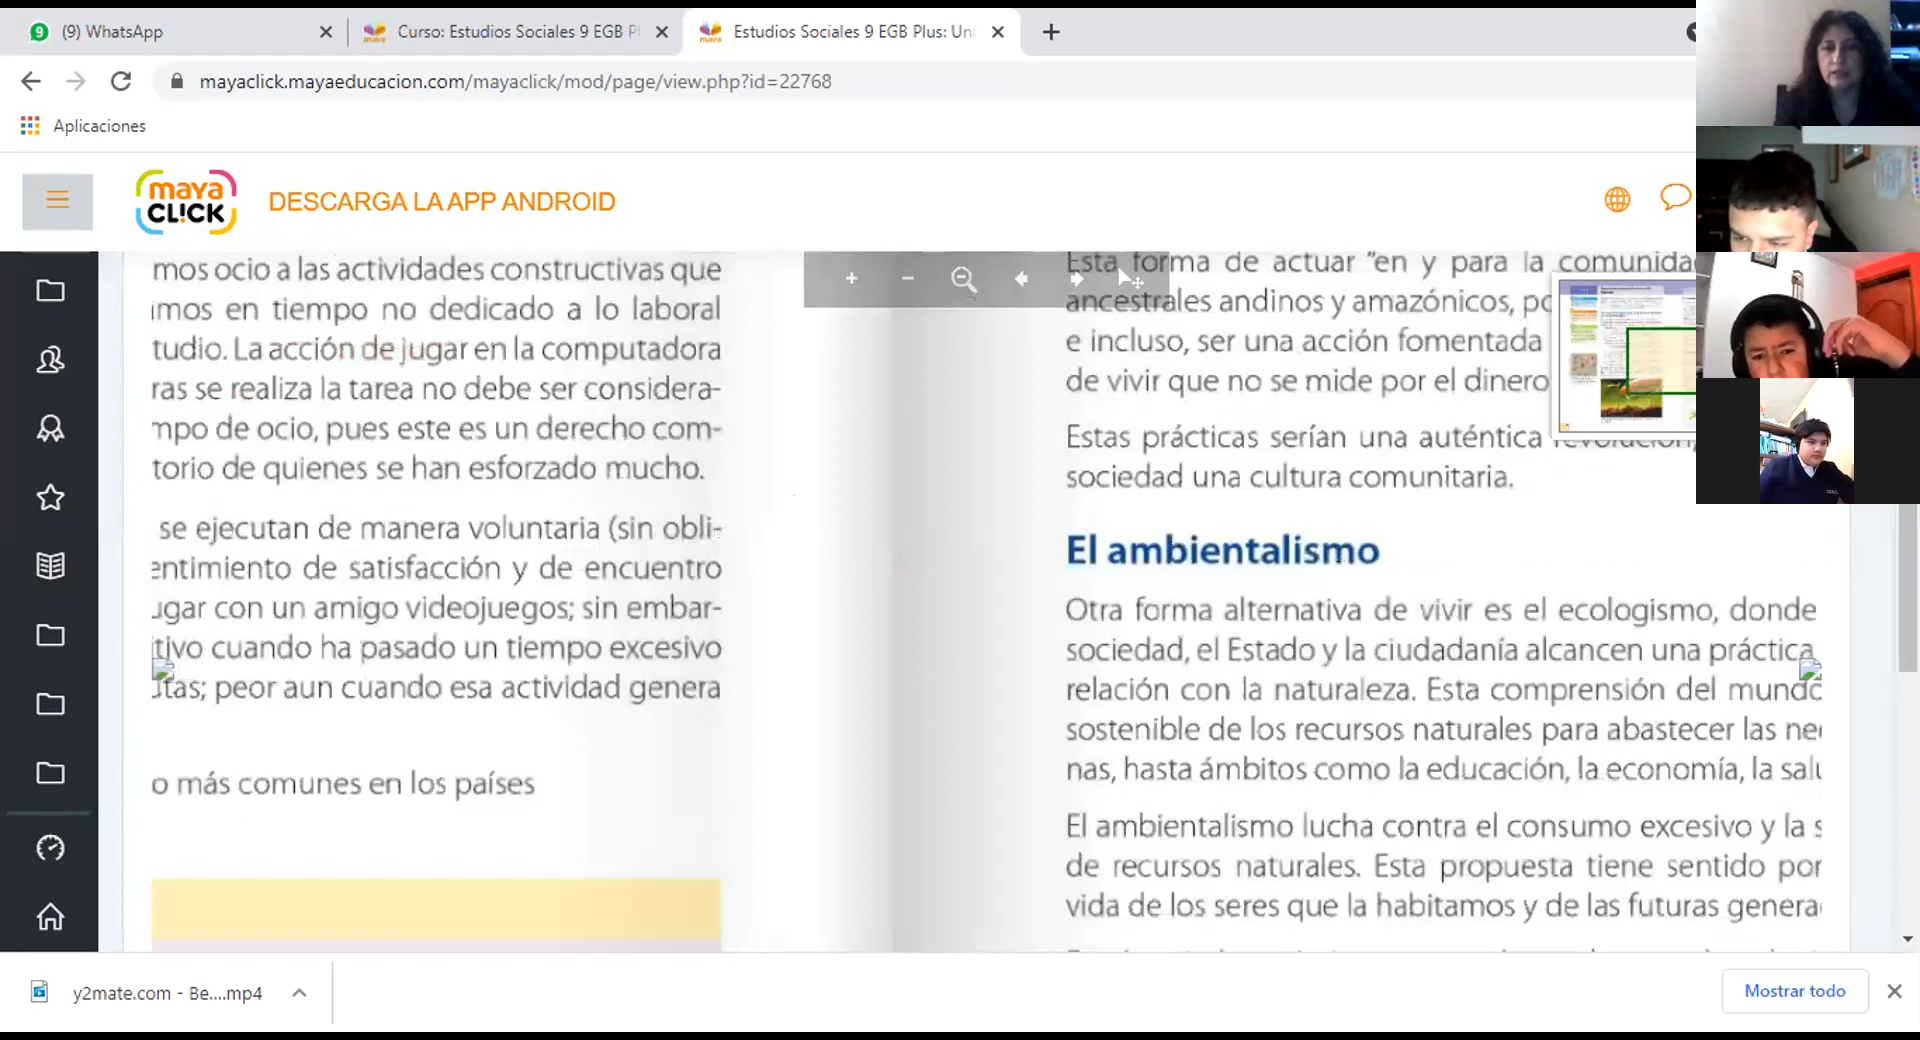 9
(9) WhatsApp
Curso: Estudios Sociales 9 EGB Pl
Estudios Sociales 9 EGB Plus: Uni
mayaclick.mayaeducacion.com/mayaclick/mod/page/view.php?id=22768
Aplicaciones
maya
CL!CK
DESCARGA LA APP ANDROID
mos ocio a las actividades constructivas que
imos en tiempo no dedicado a lo laboral
tudio. La acción de jugar en la computadora
ras se realiza la tarea no debe ser considera-
mpo de ocio, pues este es un derecho com-
torio de quienes se han esforzado mucho.
se ejecutan de manera voluntaria (sin obli-
entimiento de satisfacción y de encuentro
ugar con un amigo videojuegos; sin embar-
tivo cuando ha pasado un tiempo excesivo
utas; peor aun cuando esa actividad genera
o más comunes en los países
Esta forma de actuar "en y para la comunida
ancestrales andinos y amazónicos, po
e incluso, ser una acción fomentada
de vivir que no se mide por el dinero
Estas prácticas serían una auténtica revolución,
sociedad una cultura comunitaria.
El ambientalismo
Otra forma alternativa de vivir es el ecologismo, donde
sociedad, el Estado y la ciudadanía alcancen una práctica
relación con la naturaleza. Esta comprensión del mundo
sostenible de los recursos naturales para abastecer las ne
nas, hasta ámbitos como la educación, la economía, la salu
El ambientalismo lucha contra el consumo excesivo y la s
de recursos naturales. Esta propuesta tiene sentido por
vida de los seres que la habitamos y de las futuras genera
y2mate.com - Be....mp4
Mostrar todo